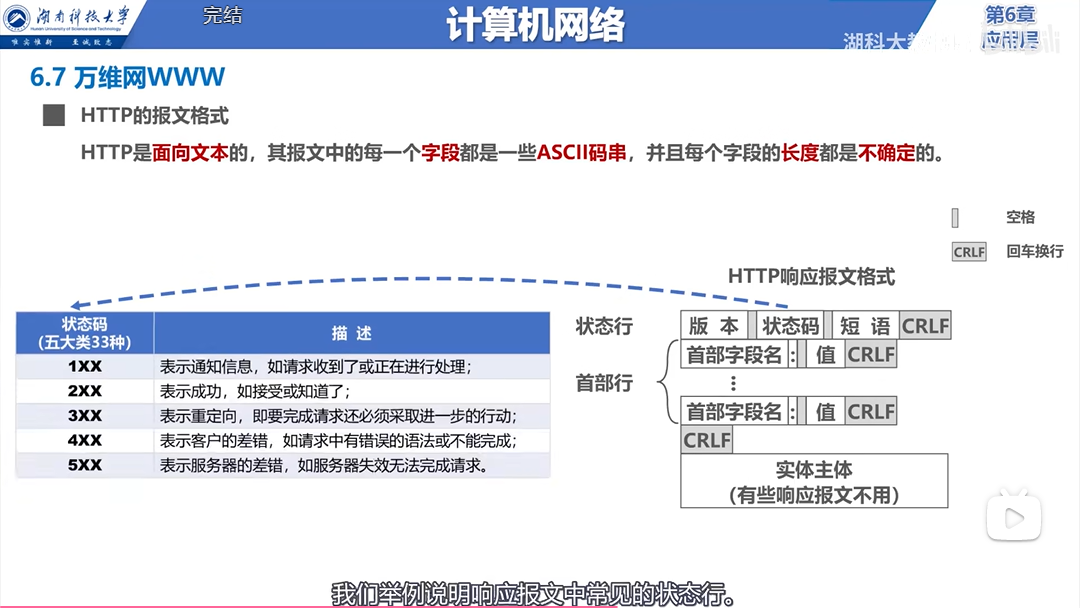 湖南科技大学
Hunan University of Science and Technology
唯实惟新 至诚致志
完结
计算机网络
第6章
应用层
湖科大教
6.7 万维网WWW
HTTP的报文格式
HTTP是面向文本的，其报文中的每一个字段都是一些ASCII码串，并且每个字段的长度都是不确定的。
空格
CRLF 回车换行
HTTP响应报文格式
状态码
(五大类33种) 描 述
1XX 表示通知信息，如请求收到了或正在进行处理；
2XX 表示成功，如接受或知道了；
3XX 表示重定向，即要完成请求还必须采取进一步的行动；
4XX 表示客户的差错，如请求中有错误的语法或不能完成；
5XX 表示服务器的差错，如服务器失效无法完成请求。
状态行 版 本 状态码 短 语 CRLF
首部行
首部字段名 : 值 CRLF
⋮
首部字段名 : 值 CRLF
CRLF
实体主体
(有些响应报文不用)
我们举例说明响应报文中常见的状态行。